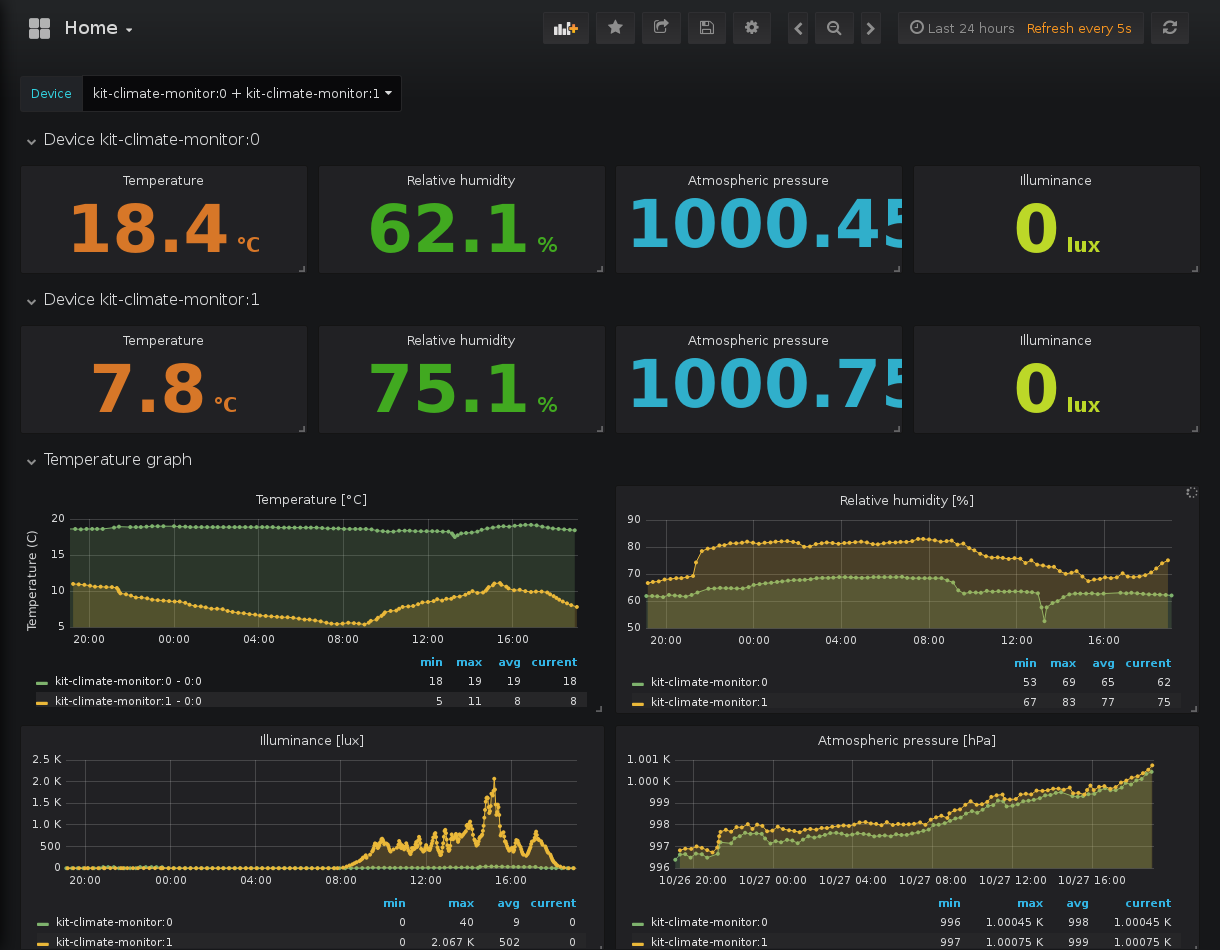 Home
Last 24 hours Refresh every 5s
Device kit-climate-monitor:0 + kit-climate-monitor:1
Device kit-climate-monitor:0
Temperature Relative humidity Atmospheric pressure Illuminance
18.4 °C 62.1 % 1000.45 0 lux
Device kit-climate-monitor:1
Temperature Relative humidity Atmospheric pressure Illuminance
7.8 °C 75.1 % 1000.75 0 lux
Temperature graph
Temperature [°C]
Temperature (C)
20
15
10
5
20:00 00:00 04:00 08:00 12:00 16:00
min max avg current
kit-climate-monitor:0 - 0:0 18 19 19 18
kit-climate-monitor:1 - 0:0 5 11 8 8
Relative humidity [%]
90
80
70
60
50
20:00 00:00 04:00 08:00 12:00 16:00
min max avg current
kit-climate-monitor:0 53 69 65 62
kit-climate-monitor:1 67 83 77 75
Illuminance [lux]
2.5 K
2.0 K
1.5 K
1.0 K
500
0
20:00 00:00 04:00 08:00 12:00 16:00
min max avg current
kit-climate-monitor:0 0 40 9 0
kit-climate-monitor:1 0 2.067 K 502 0
Atmospheric pressure [hPa]
1.001 K
1.000 K
999
998
997
996
10/26 20:00 10/27 00:00 10/27 04:00 10/27 08:00 10/27 12:00 10/27 16:00
min max avg current
kit-climate-monitor:0 996 1.00045 K 998 1.00045 K
kit-climate-monitor:1 997 1.00075 K 999 1.00075 K